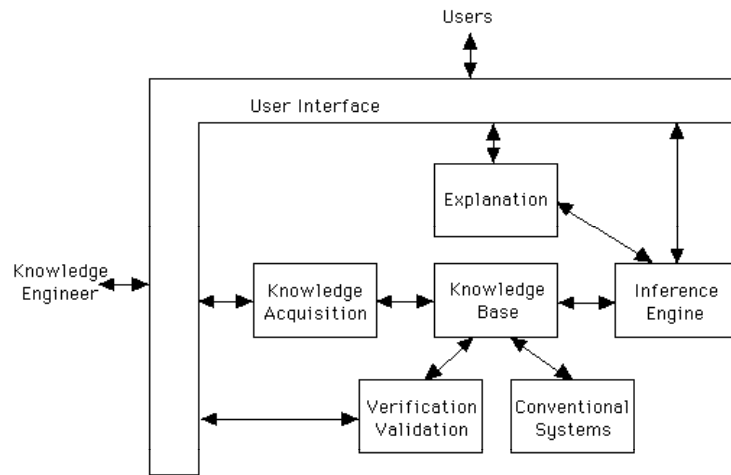 Users
User Interface
Explanation
Knowledge
Engineer
Knowledge
Acquisition
Knowledge
Base
Inference
Engine
Verification
Validation
Conventional
Systems